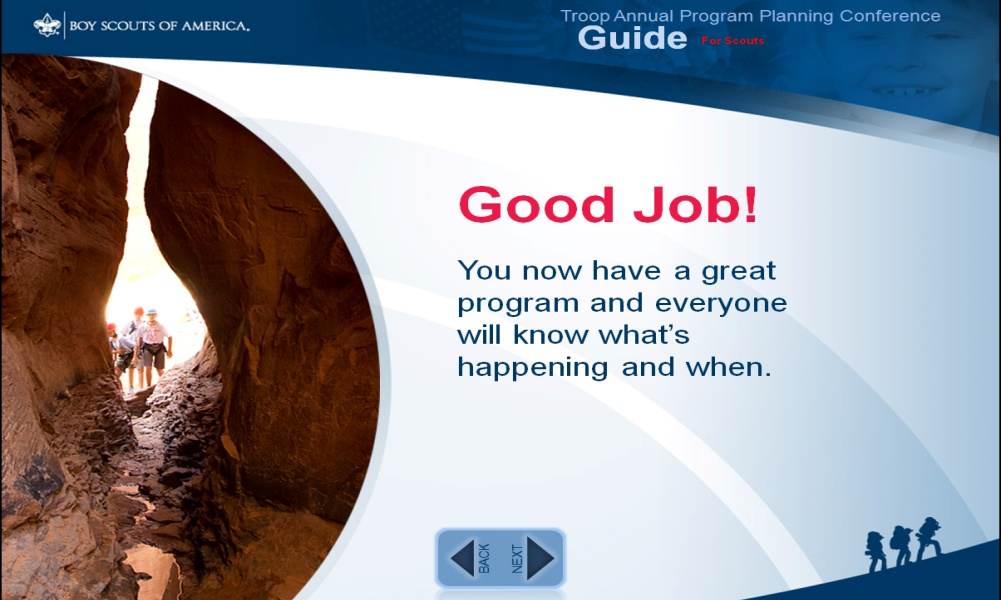 BOY SCOUTS OF AMERICA.
Troop Annual Program Planning Conference
Guide For Scouts
Good Job!
You now have a great
program and everyone
will know what's
happening and when.
BACK
NEXT